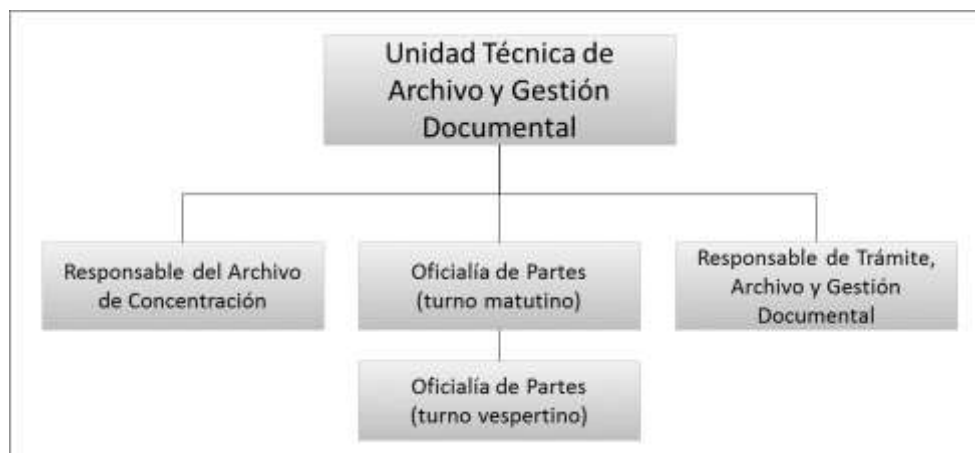 Unidad Técnica de
Archivo y Gestión
Documental
Responsable del Archivo
de Concentración
Oficialía de Partes
(turno matutino)
Responsable de Trámite,
Archivo y Gestión
Documental
Oficialía de Partes
(turno vespertino)